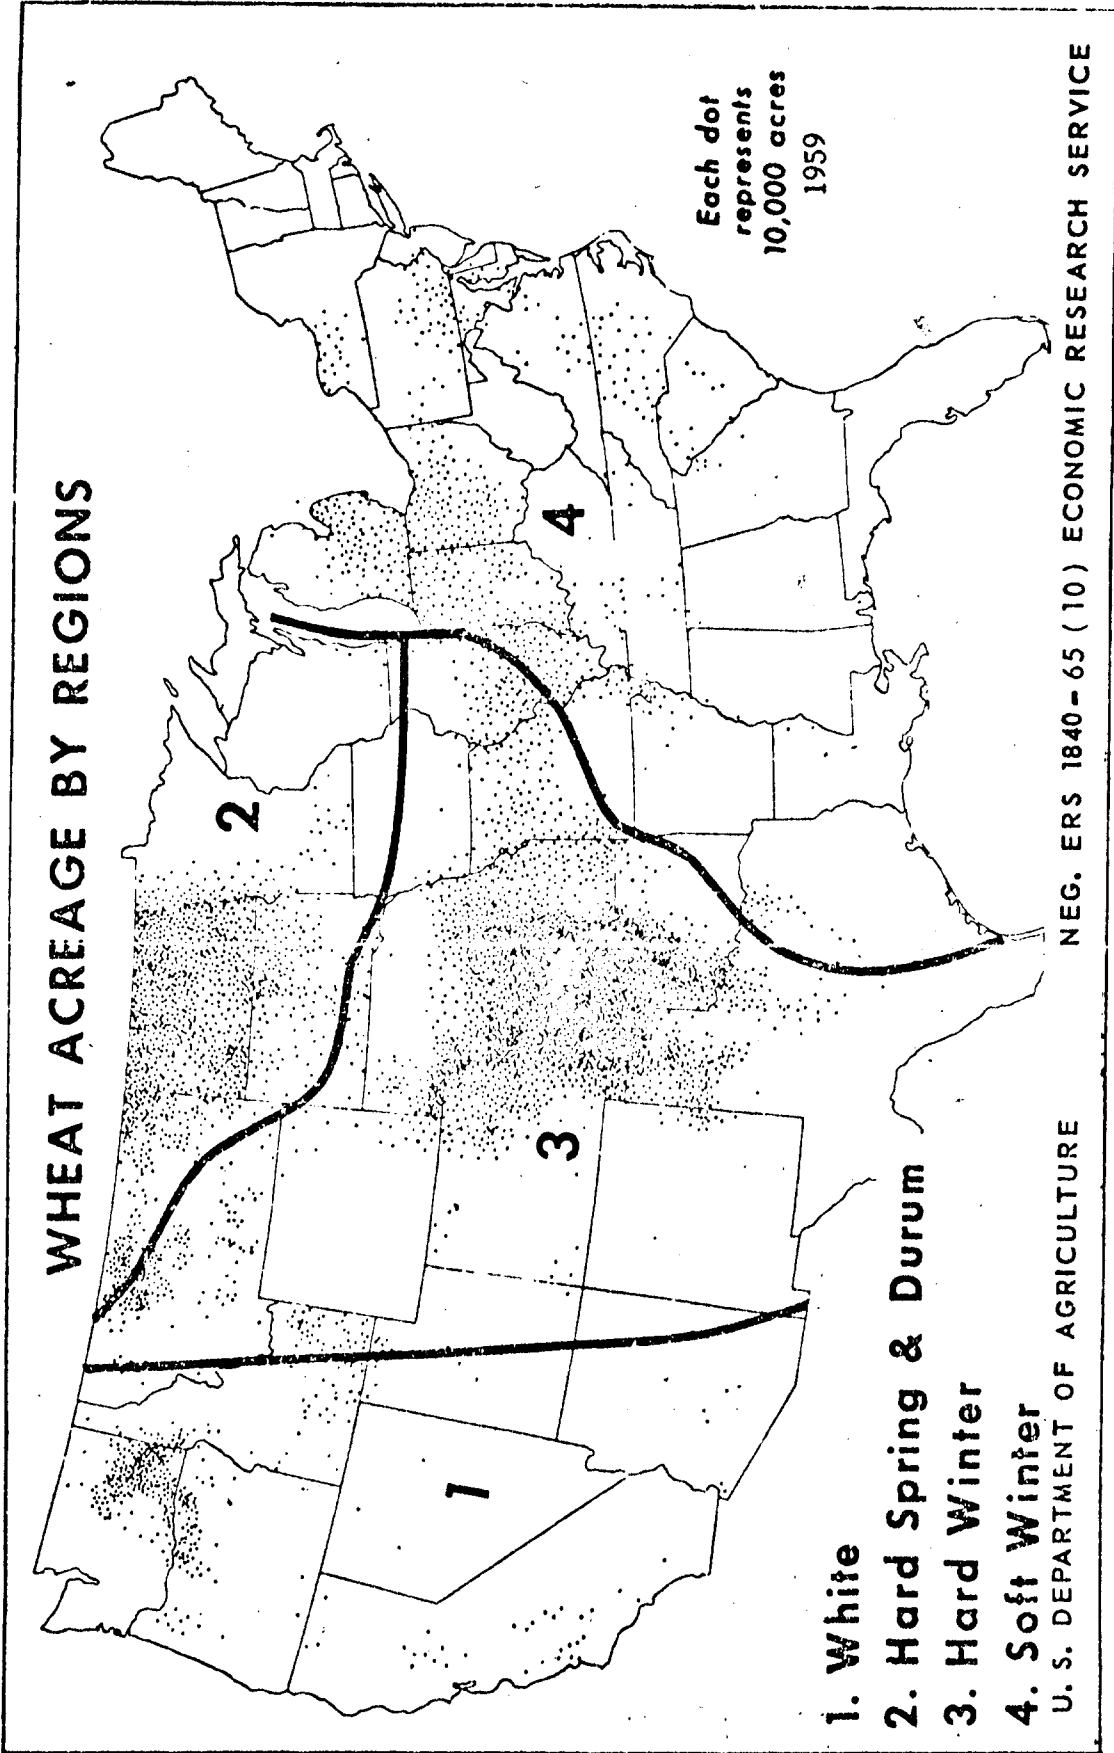 WHEAT ACREAGE BY REGIONS
2
4
3
1
Each dot
represents
10,000 acres
1959
1. White
2. Hard Spring & Durum
3. Hard Winter
4. Soft Winter
U. S. DEPARTMENT OF AGRICULTURE
NEG. ERS 1840-65 (10) ECONOMIC RESEARCH SERVICE